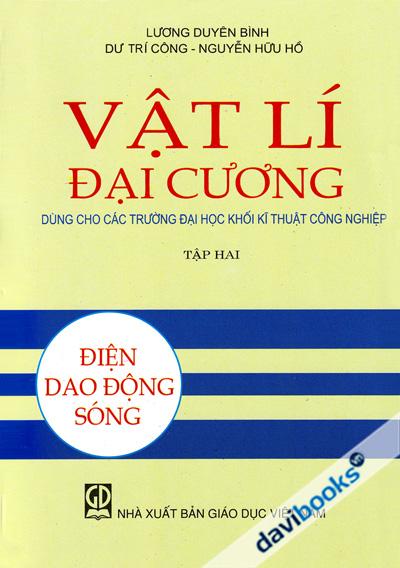 LƯƠNG DUYÊN BÌNH
DƯ TRÍ CÔNG - NGUYỄN HỮU HỒ
VẬT LÍ
ĐẠI CƯƠNG
DÙNG CHO CÁC TRƯỜNG ĐẠI HỌC KHỐI KĨ THUẬT CÔNG NGHIỆP
TẬP HAI
ĐIỆN
DAO ĐỘNG
SÓNG
GD
NHÀ XUẤT BẢN GIÁO DỤC VIỆT NAM
davibooks.vn